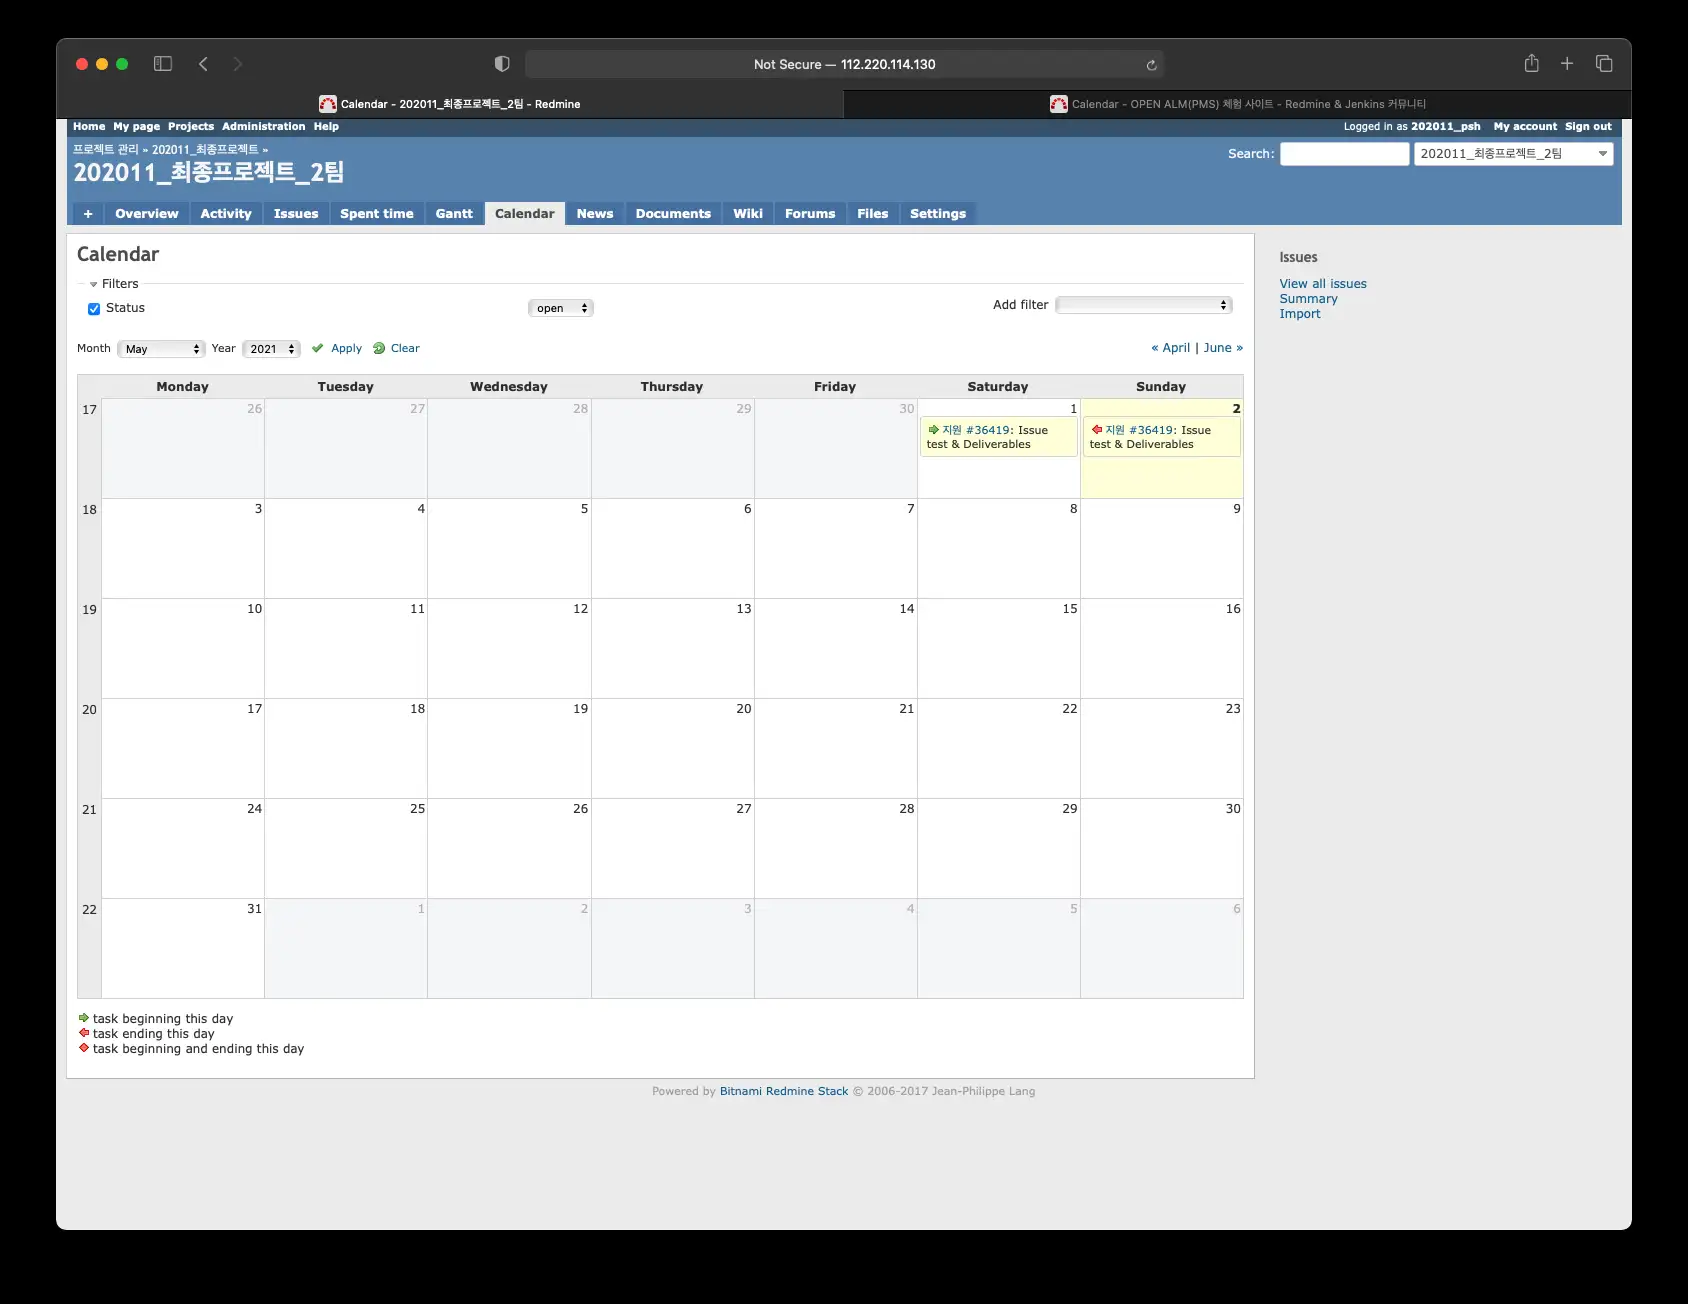 Not Secure — 112.220.114.130
Calendar - 202011_최종프로젝트_2팀 - Redmine
Calendar - OPEN ALM(PMS) 체험 사이트 - Redmine & Jenkins 커뮤니티
Home My page Projects Administration Help
Logged in as 202011_psh My account Sign out
프로젝트 관리 » 202011_최종프로젝트 »
202011_최종프로젝트_2팀
Search:
202011_최종프로젝트_2팀
+ Overview Activity Issues Spent time Gantt Calendar News Documents Wiki Forums Files Settings
Calendar
Filters
Status
open
Add filter
Month May Year 2021 Apply Clear
« April | June »
Monday Tuesday Wednesday Thursday Friday Saturday Sunday
17 26 27 28 29 30 1 2
지원 #36419: Issue
test & Deliverables
지원 #36419: Issue
test & Deliverables
18 3 4 5 6 7 8 9
19 10 11 12 13 14 15 16
20 17 18 19 20 21 22 23
21 24 25 26 27 28 29 30
22 31 1 2 3 4 5 6
task beginning this day
task ending this day
task beginning and ending this day
Issues
View all issues
Summary
Import
Powered by Bitnami Redmine Stack © 2006-2017 Jean-Philippe Lang